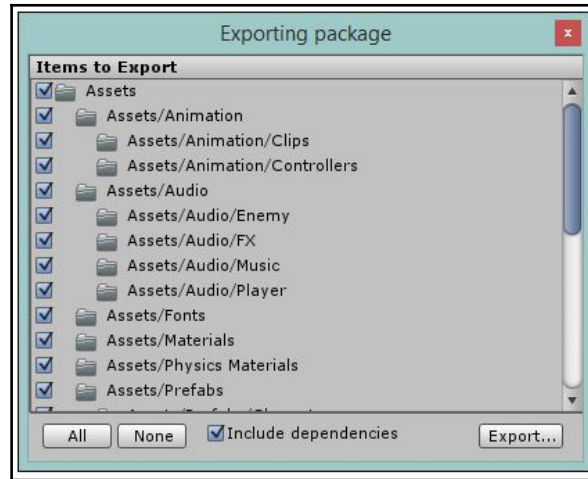 Exporting package
x
Items to Export
Assets
Assets/Animation
Assets/Animation/Clips
Assets/Animation/Controllers
Assets/Audio
Assets/Audio/Enemy
Assets/Audio/FX
Assets/Audio/Music
Assets/Audio/Player
Assets/Fonts
Assets/Materials
Assets/Physics Materials
Assets/Prefabs
All None Include dependencies Export...